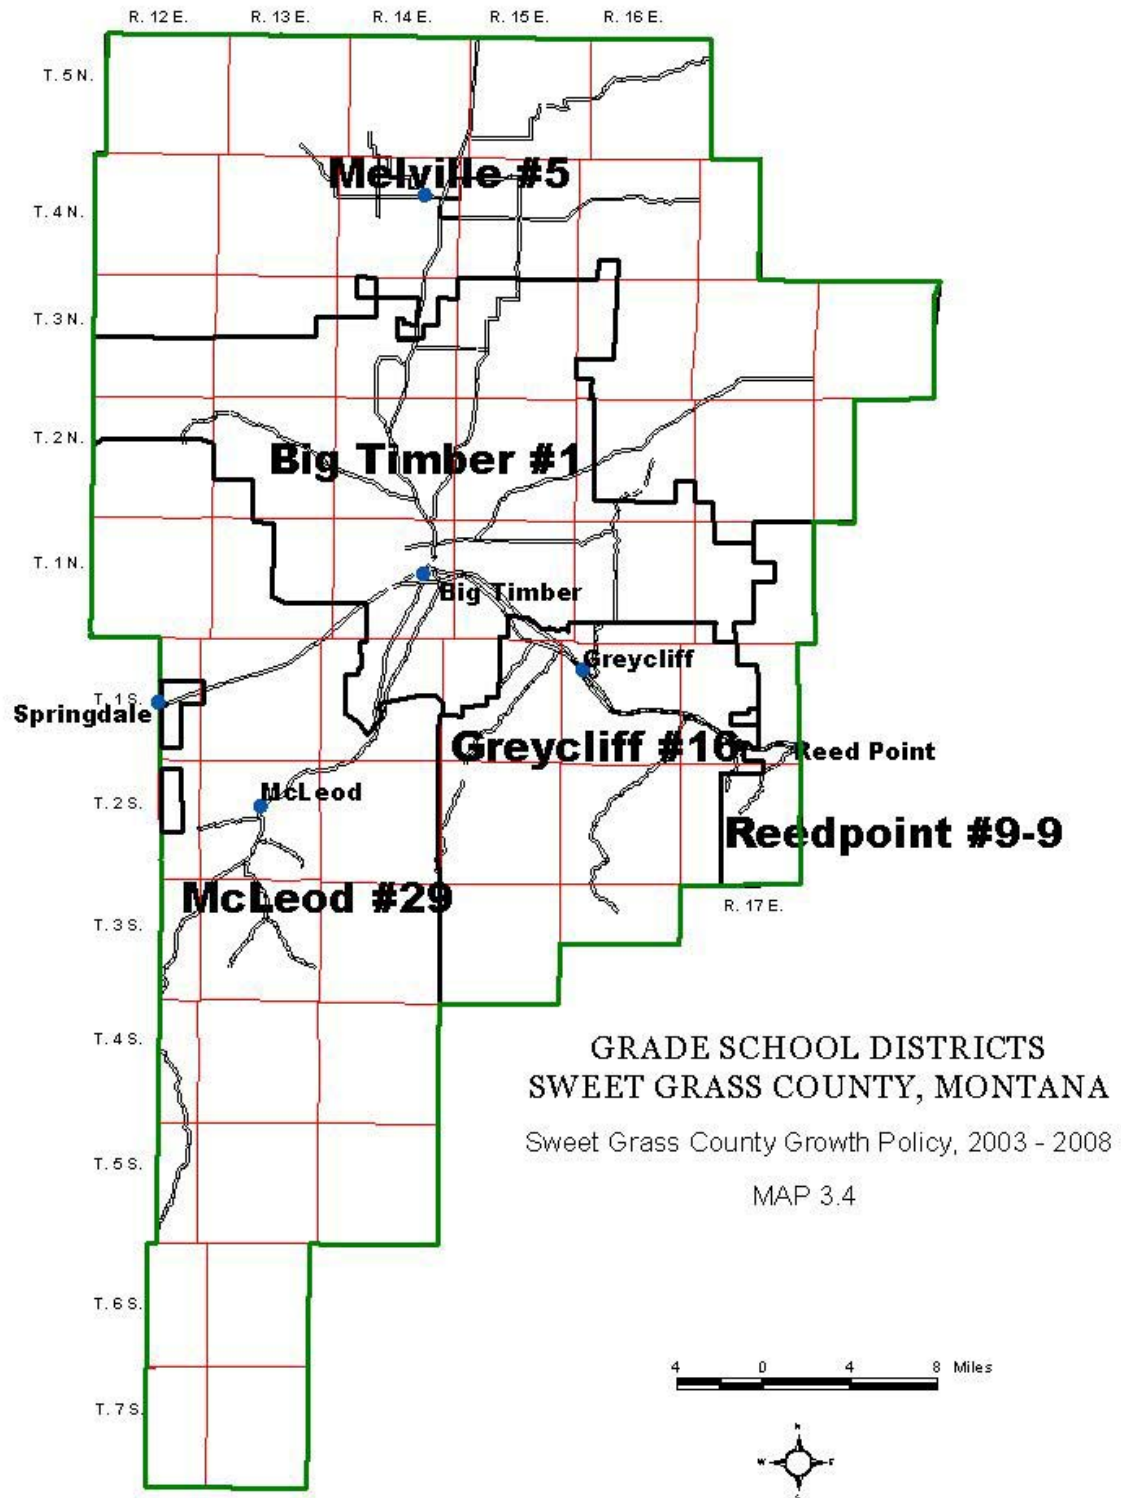 R. 12 E. R. 13 E. R. 14 E. R. 15 E. R. 16 E.
T. 5 N.
Melville #5
T. 4 N.
T. 3 N.
T. 2 N.
Big Timber #1
T. 1 N.
Big Timber
Greycliff
T. 1 S.
Springdale
Greycliff #16
Reed Point
McLeod
T. 2 S.
Reedpoint #9-9
McLeod #29
R. 17 E.
T. 3 S.
T. 4 S.
GRADE SCHOOL DISTRICTS
SWEET GRASS COUNTY, MONTANA
Sweet Grass County Growth Policy, 2003 - 2008
T. 5 S.
MAP 3.4
T. 6 S.
4 0 4 8 Miles
T. 7 S.
N
W E
S